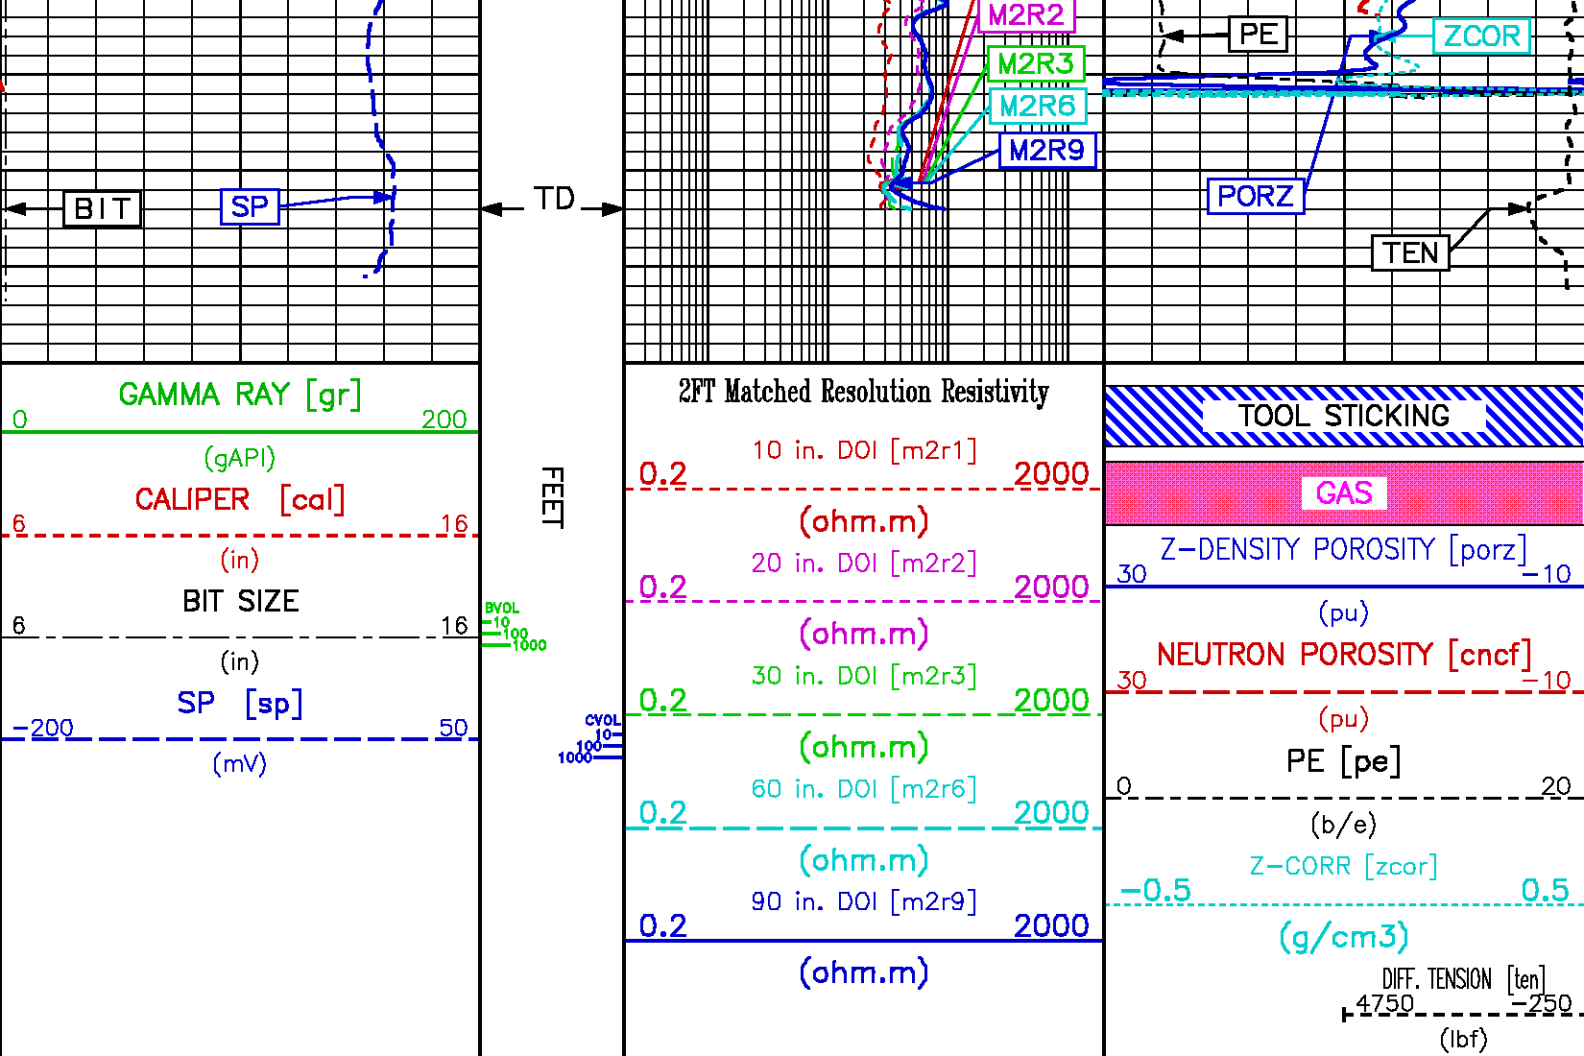 M2R2
PE
ZCOR
M2R3
M2R6
M2R9
BIT
SP
TD
PORZ
TEN
GAMMA RAY [gr]
0 200
(gAPI)
CALIPER [cal]
6 16
(in)
BIT SIZE
6 16
(in)
SP [sp]
-200 50
(mV)
FEET
BVOL
10
100
1000
CVOL
10
100
1000
2FT Matched Resolution Resistivity
10 in. DOI [m2r1]
0.2 2000
(ohm.m)
20 in. DOI [m2r2]
0.2 2000
(ohm.m)
30 in. DOI [m2r3]
0.2 2000
(ohm.m)
60 in. DOI [m2r6]
0.2 2000
(ohm.m)
90 in. DOI [m2r9]
0.2 2000
(ohm.m)
TOOL STICKING
GAS
Z-DENSITY POROSITY [porz]
30 -10
(pu)
NEUTRON POROSITY [cncf]
30 -10
(pu)
PE [pe]
0 20
(b/e)
Z-CORR [zcor]
-0.5 0.5
(g/cm3)
DIFF. TENSION [ten]
4750 -250
(lbf)